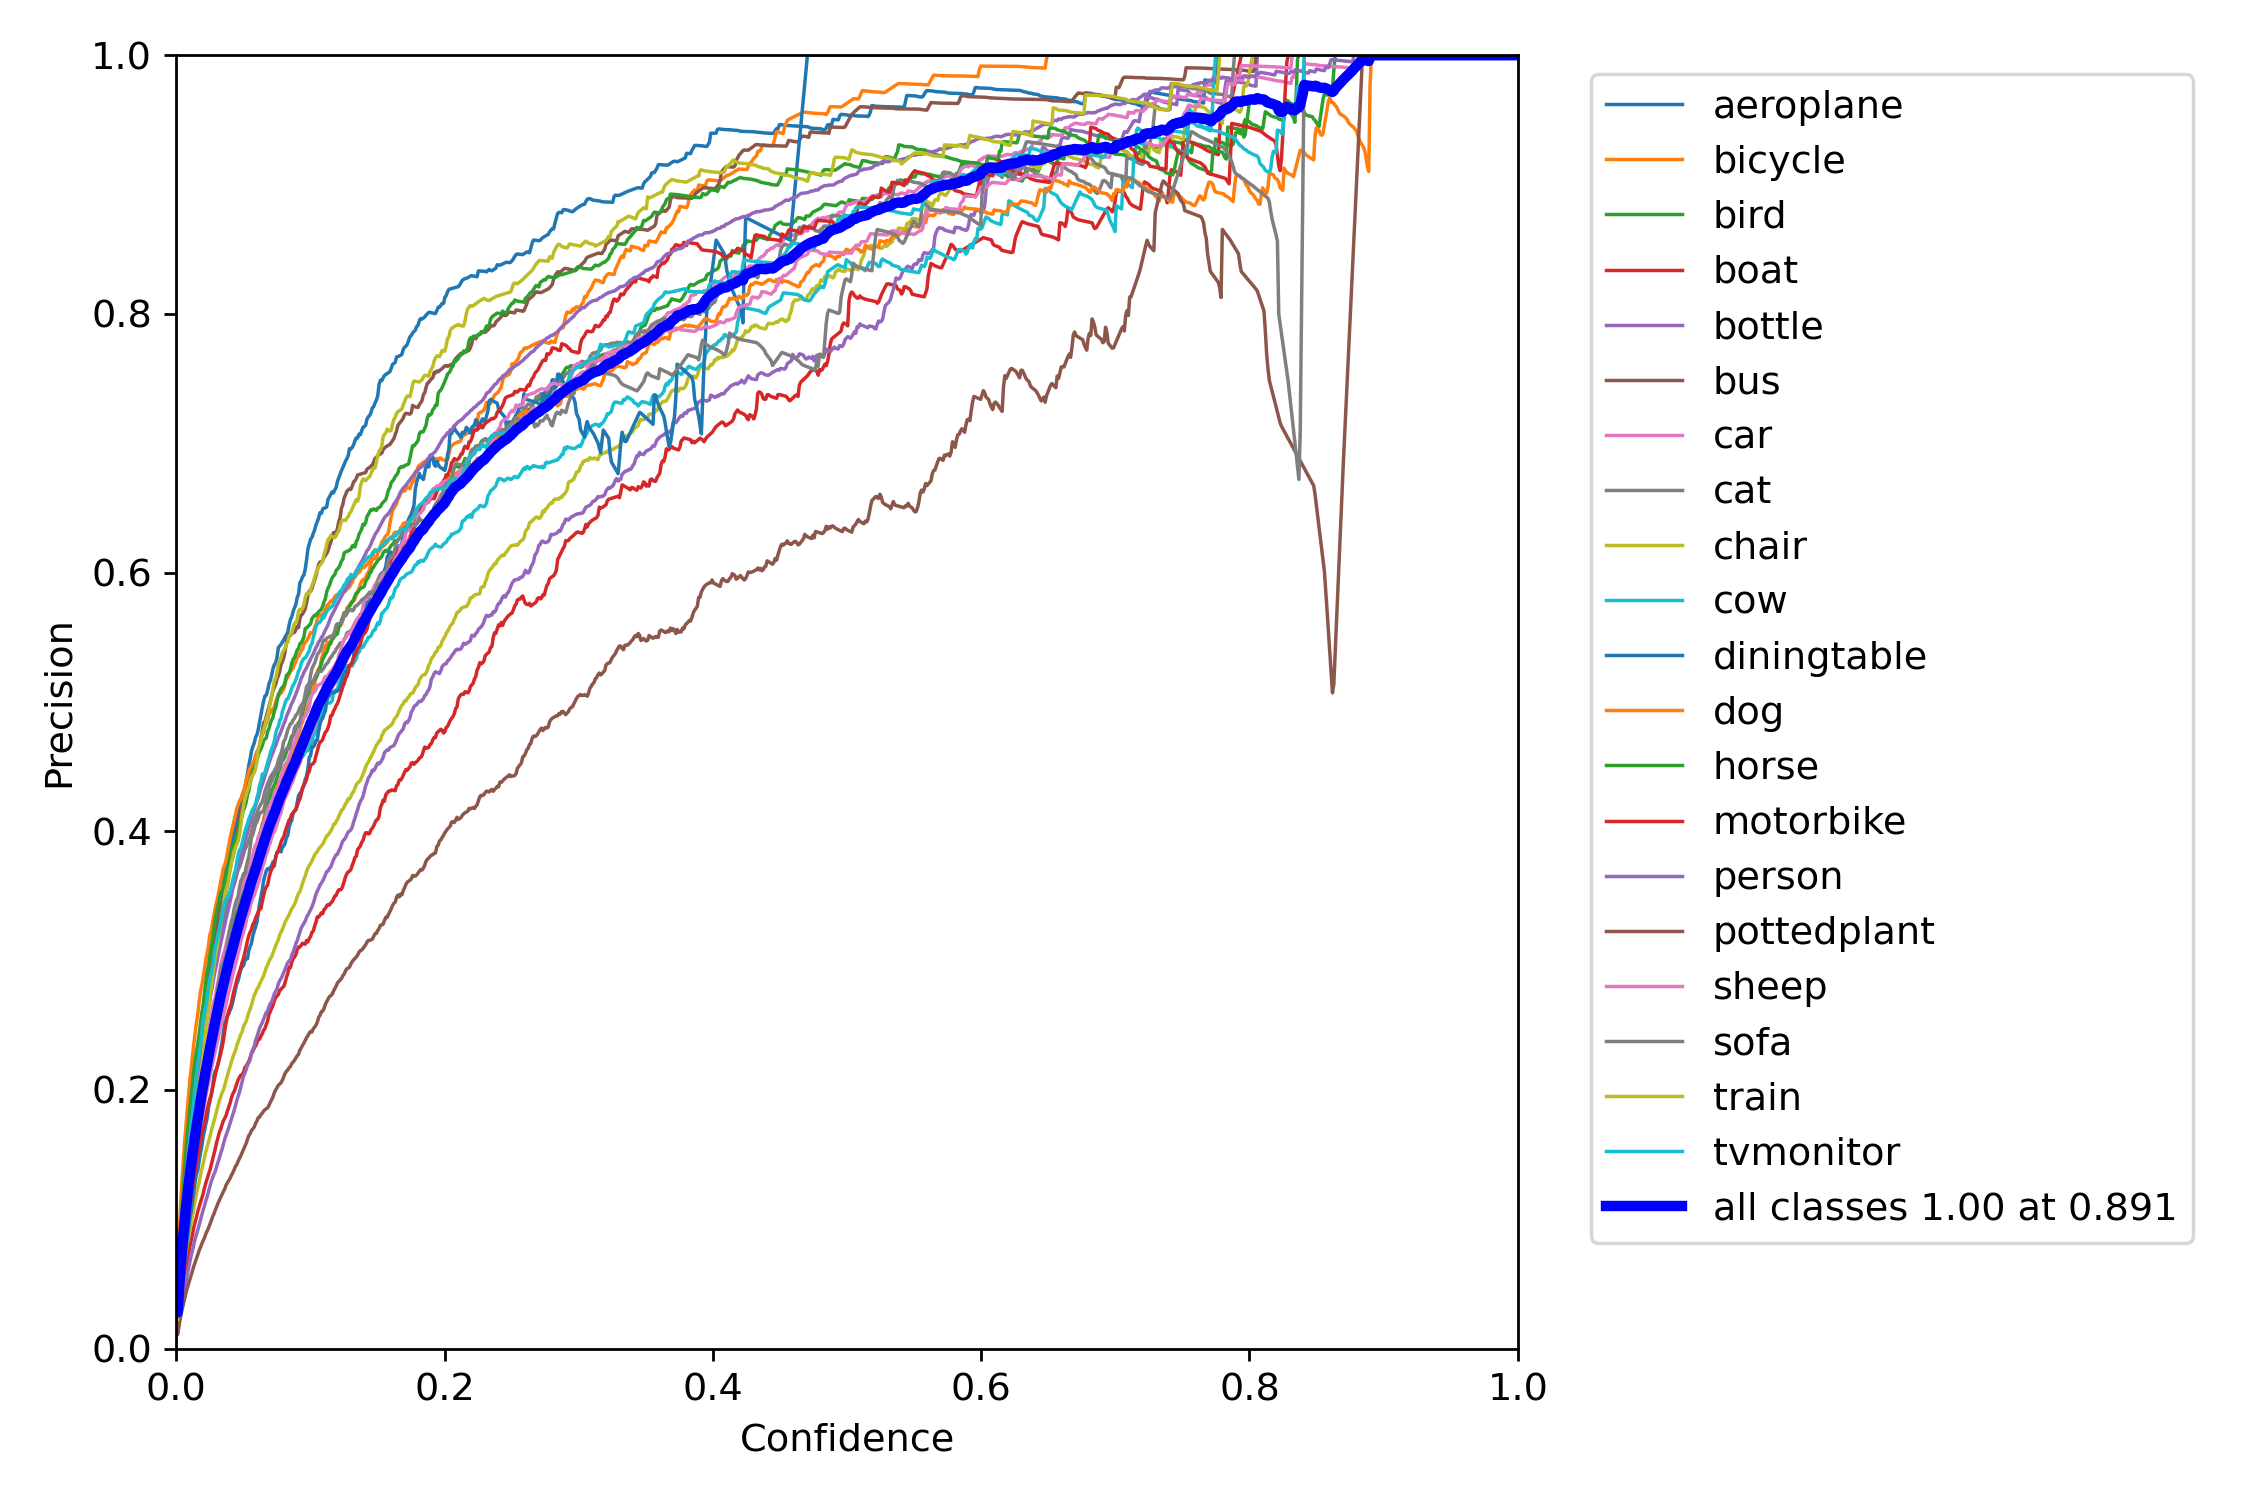 1.0
0.8
0.6
0.4
0.2
0.0
Precision
0.0 0.2 0.4 0.6 0.8 1.0
Confidence
aeroplane
bicycle
bird
boat
bottle
bus
car
cat
chair
cow
diningtable
dog
horse
motorbike
person
pottedplant
sheep
sofa
train
tvmonitor
all classes 1.00 at 0.891